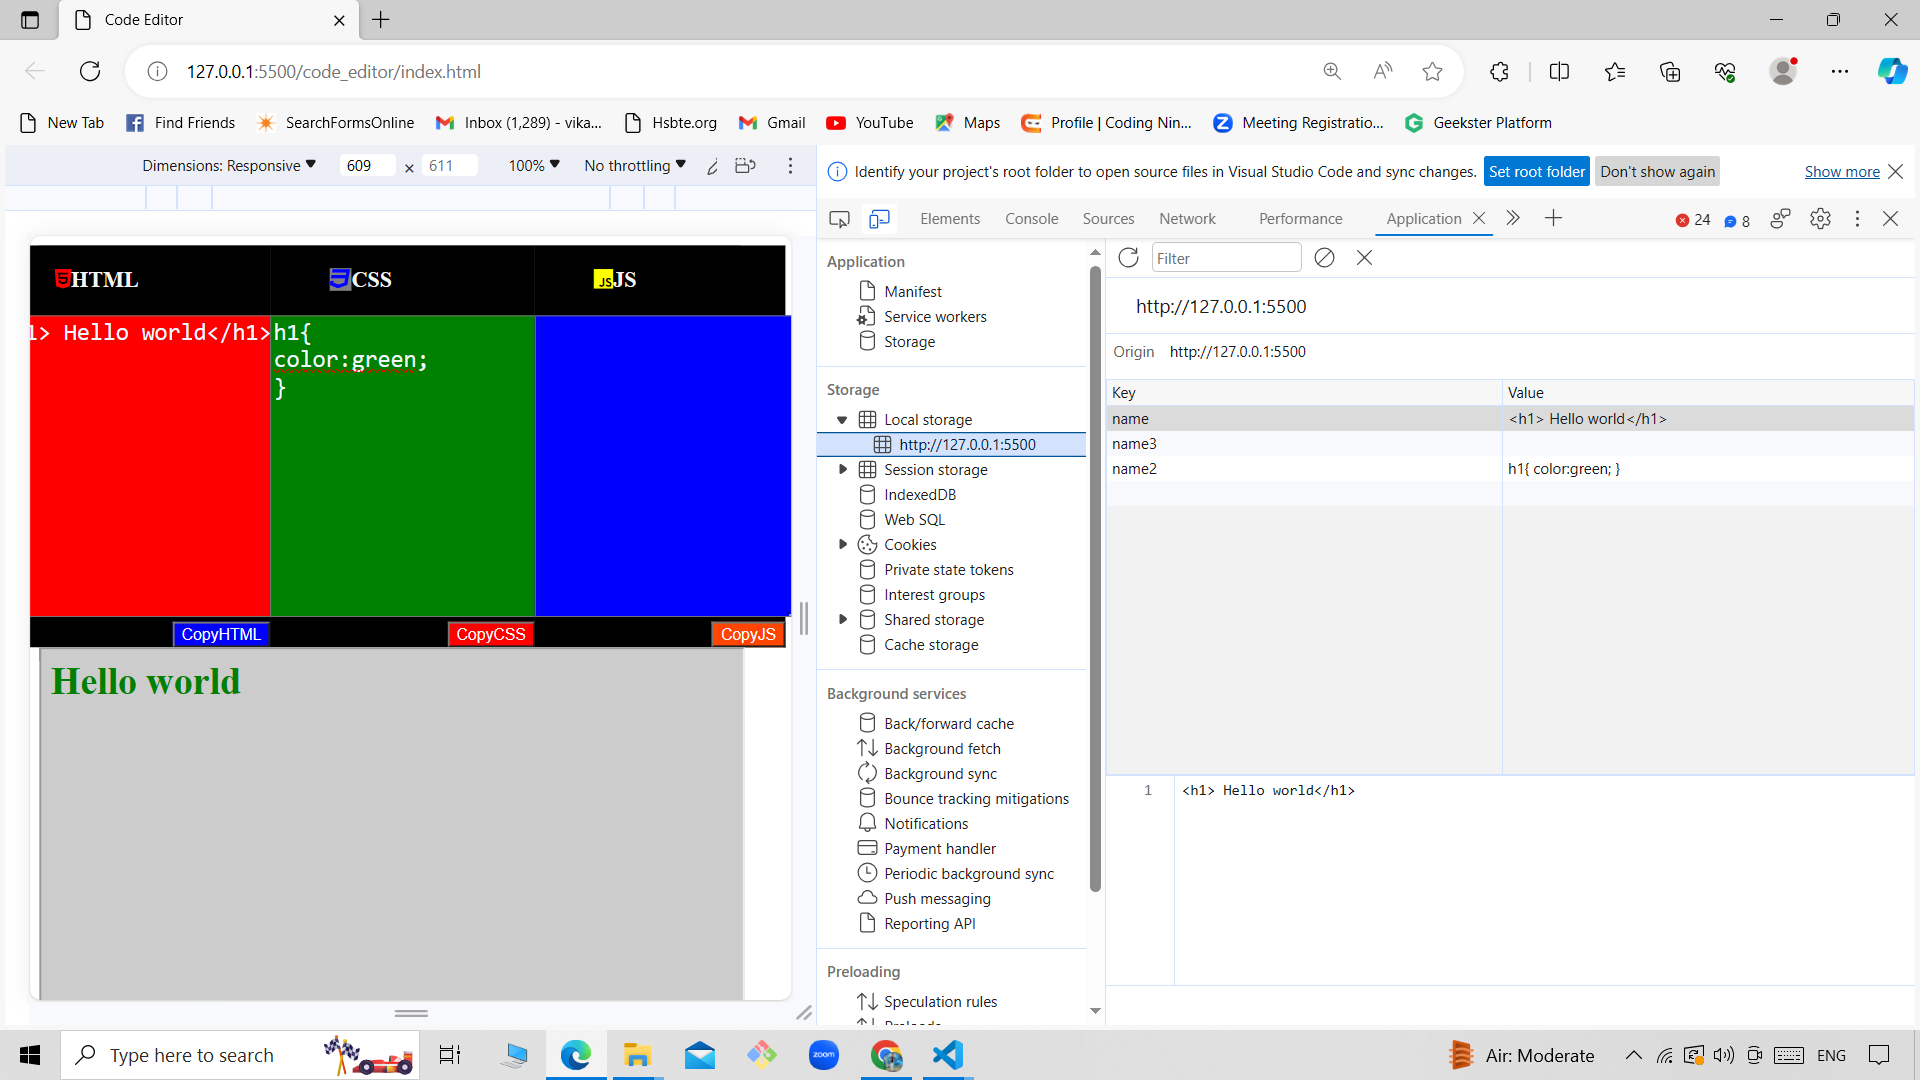 Code Editor
127.0.0.1:5500/code_editor/index.html
New Tab
Find Friends
SearchFormsOnline
Inbox (1,289) - vika...
Hsbte.org
Gmail
YouTube
Maps
Profile | Coding Nin...
Meeting Registratio...
Geekster Platform
Dimensions: Responsive
609 × 611
100%
No throttling
HTML
CSS
JS
JS
1> Hello world</h1>
h1{
color:green;
}
CopyHTML
CopyCSS
CopyJS
Hello world
Identify your project's root folder to open source files in Visual Studio Code and sync changes.
Set root folder
Don't show again
Show more
Elements
Console
Sources
Network
Performance
Application
24
8
Application
Manifest
Service workers
Storage
Storage
Local storage
http://127.0.0.1:5500
Session storage
IndexedDB
Web SQL
Cookies
Private state tokens
Interest groups
Shared storage
Cache storage
Background services
Back/forward cache
Background fetch
Background sync
Bounce tracking mitigations
Notifications
Payment handler
Periodic background sync
Push messaging
Reporting API
Preloading
Speculation rules
Filter
http://127.0.0.1:5500
Origin http://127.0.0.1:5500
Key Value
name <h1> Hello world</h1>
name3
name2 h1{ color:green; }
1 <h1> Hello world</h1>
Type here to search
zoom
Air: Moderate
ENG